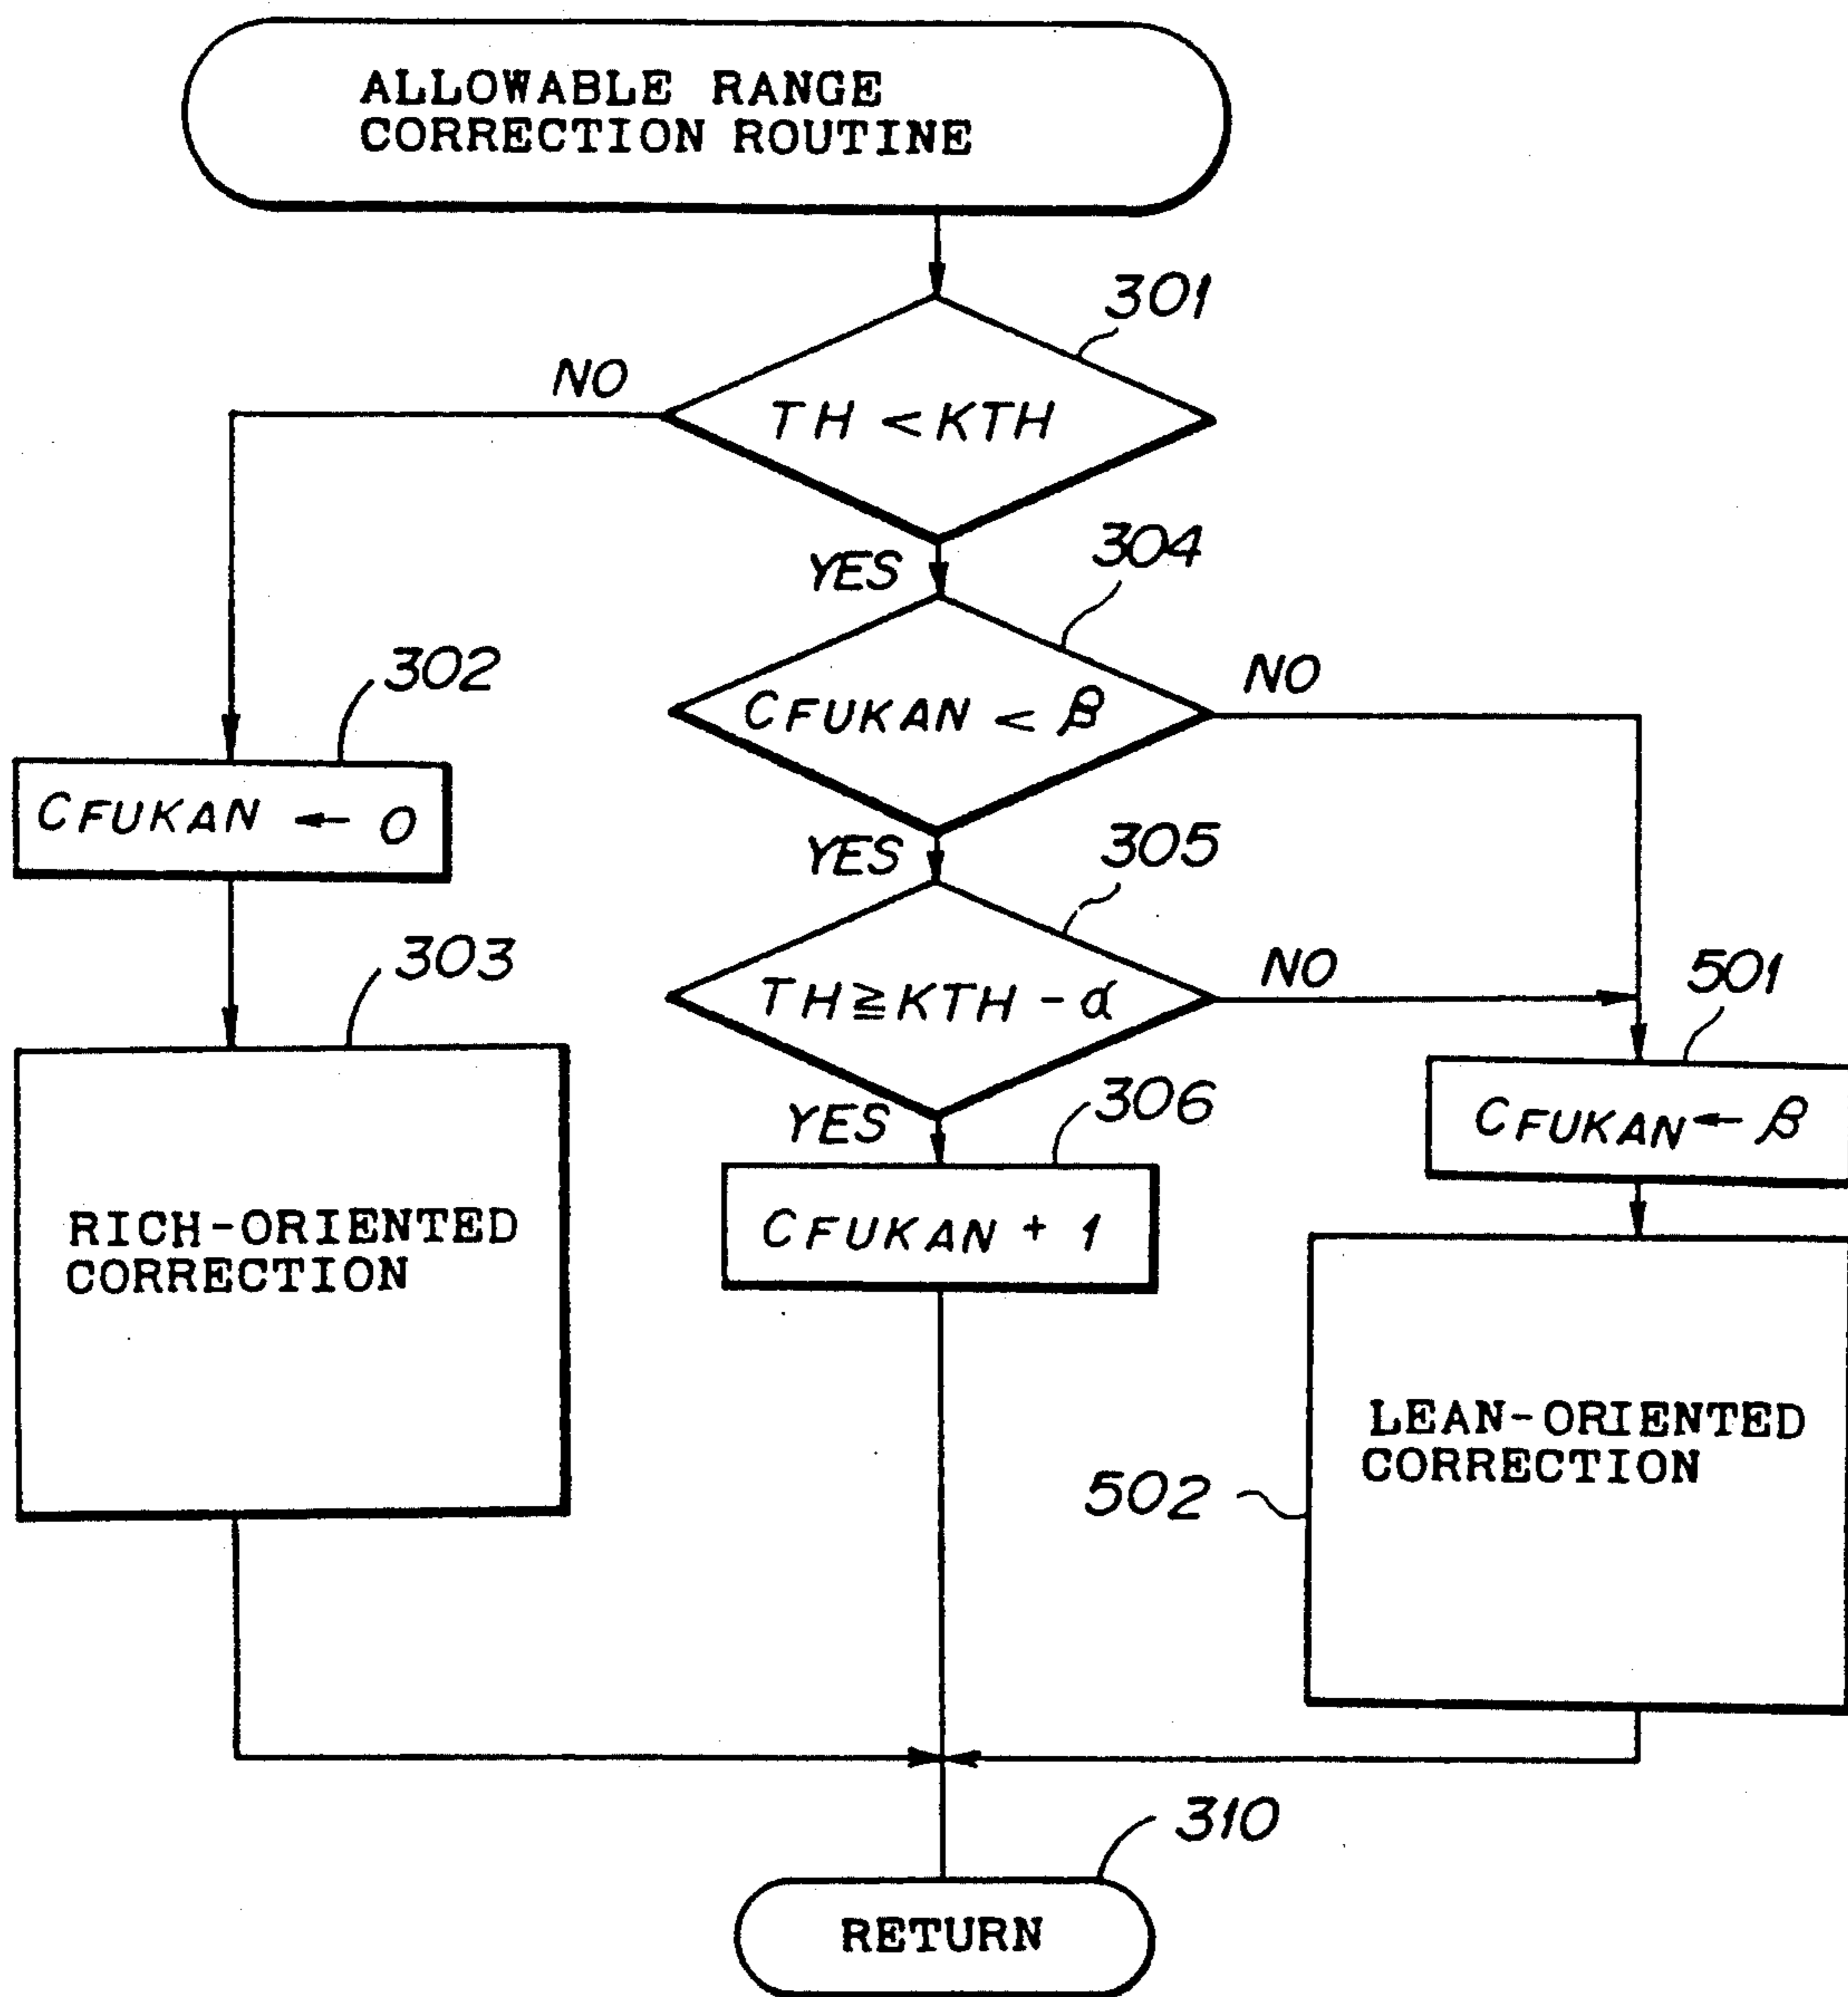 ALLOWABLE RANGE
CORRECTION ROUTINE
301
NO
TH < KTH
YES
304
CFUKAN < β
NO
302
CFUKAN ← 0
YES
305
303
TH ≧ KTH - α
NO
501
CFUKAN ← β
YES
306
CFUKAN + 1
RICH-ORIENTED
CORRECTION
LEAN-ORIENTED
CORRECTION
502
310
RETURN